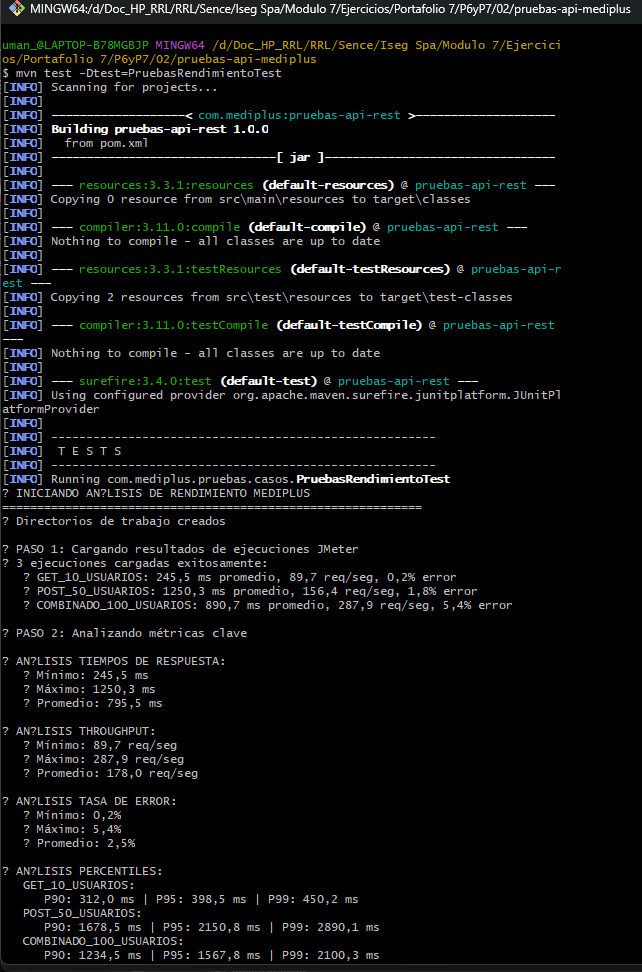 MINGW64:/d/Doc_HP_RRL/RRL/Sence/Iseg Spa/Modulo 7/Ejercicios/Portafolio 7/P6yP7/02/pruebas-api-mediplus
uman_@LAPTOP-B78MGBJP MINGW64 /d/Doc_HP_RRL/RRL/Sence/Iseg Spa/Modulo 7/Ejercici
os/Portafolio 7/P6yP7/02/pruebas-api-mediplus
$ mvn test -Dtest=PruebasRendimientoTest
[INFO] Scanning for projects...
[INFO]
[INFO] -------------------< com.mediplus:pruebas-api-rest >--------------------
[INFO] Building pruebas-api-rest 1.0.0
[INFO]   from pom.xml
[INFO] --------------------------------[ jar ]---------------------------------
[INFO]
[INFO] --- resources:3.3.1:resources (default-resources) @ pruebas-api-rest ---
[INFO] Copying 0 resource from src\main\resources to target\classes
[INFO]
[INFO] --- compiler:3.11.0:compile (default-compile) @ pruebas-api-rest ---
[INFO] Nothing to compile - all classes are up to date
[INFO]
[INFO] --- resources:3.3.1:testResources (default-testResources) @ pruebas-api-r
est ---
[INFO] Copying 2 resources from src\test\resources to target\test-classes
[INFO]
[INFO] --- compiler:3.11.0:testCompile (default-testCompile) @ pruebas-api-rest
---
[INFO] Nothing to compile - all classes are up to date
[INFO]
[INFO] --- surefire:3.4.0:test (default-test) @ pruebas-api-rest ---
[INFO] Using configured provider org.apache.maven.surefire.junitplatform.JUnitPl
atformProvider
[INFO]
[INFO] -------------------------------------------------------
[INFO]  T E S T S
[INFO] -------------------------------------------------------
[INFO] Running com.mediplus.pruebas.casos.PruebasRendimientoTest
? INICIANDO AN?LISIS DE RENDIMIENTO MEDIPLUS
============================================================
? Directorios de trabajo creados
? PASO 1: Cargando resultados de ejecuciones JMeter
? 3 ejecuciones cargadas exitosamente:
   ? GET_10_USUARIOS: 245,5 ms promedio, 89,7 req/seg, 0,2% error
   ? POST_50_USUARIOS: 1250,3 ms promedio, 156,4 req/seg, 1,8% error
   ? COMBINADO_100_USUARIOS: 890,7 ms promedio, 287,9 req/seg, 5,4% error
? PASO 2: Analizando métricas clave
? AN?LISIS TIEMPOS DE RESPUESTA:
   ? Mínimo: 245,5 ms
   ? Máximo: 1250,3 ms
   ? Promedio: 795,5 ms
? AN?LISIS THROUGHPUT:
   ? Mínimo: 89,7 req/seg
   ? Máximo: 287,9 req/seg
   ? Promedio: 178,0 req/seg
? AN?LISIS TASA DE ERROR:
   ? Mínimo: 0,2%
   ? Máximo: 5,4%
   ? Promedio: 2,5%
? AN?LISIS PERCENTILES:
   GET_10_USUARIOS:
      P90: 312,0 ms | P95: 398,5 ms | P99: 450,2 ms
   POST_50_USUARIOS:
      P90: 1678,5 ms | P95: 2150,8 ms | P99: 2890,1 ms
   COMBINADO_100_USUARIOS:
      P90: 1234,5 ms | P95: 1567,8 ms | P99: 2100,3 ms